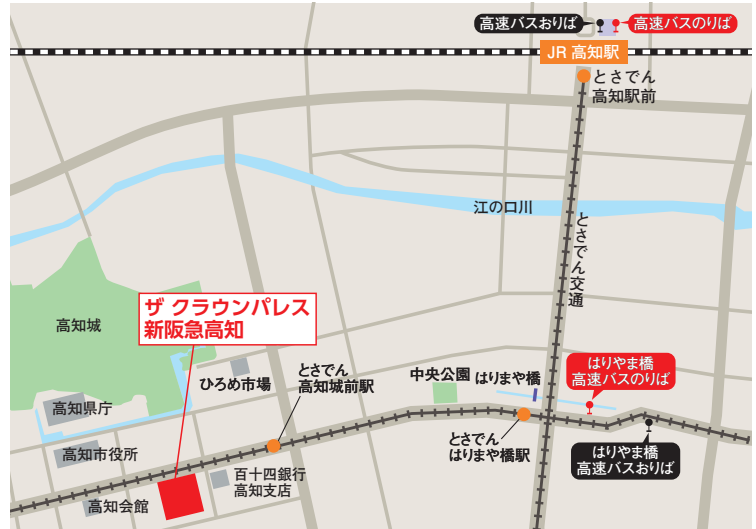 高速バスおりば
高速バスのりば
JR 高知駅
とさでん
高知駅前
江の口川
とさでん交通
ザ クラウンパレス
新阪急高知
高知城
ひろめ市場
とさでん
高知城前駅
中央公園
はりまや橋
はりやま橋
高速バスのりば
高知県庁
高知市役所
とさでん
はりまや橋駅
はりやま橋
高速バスおりば
百十四銀行
高知支店
高知会館